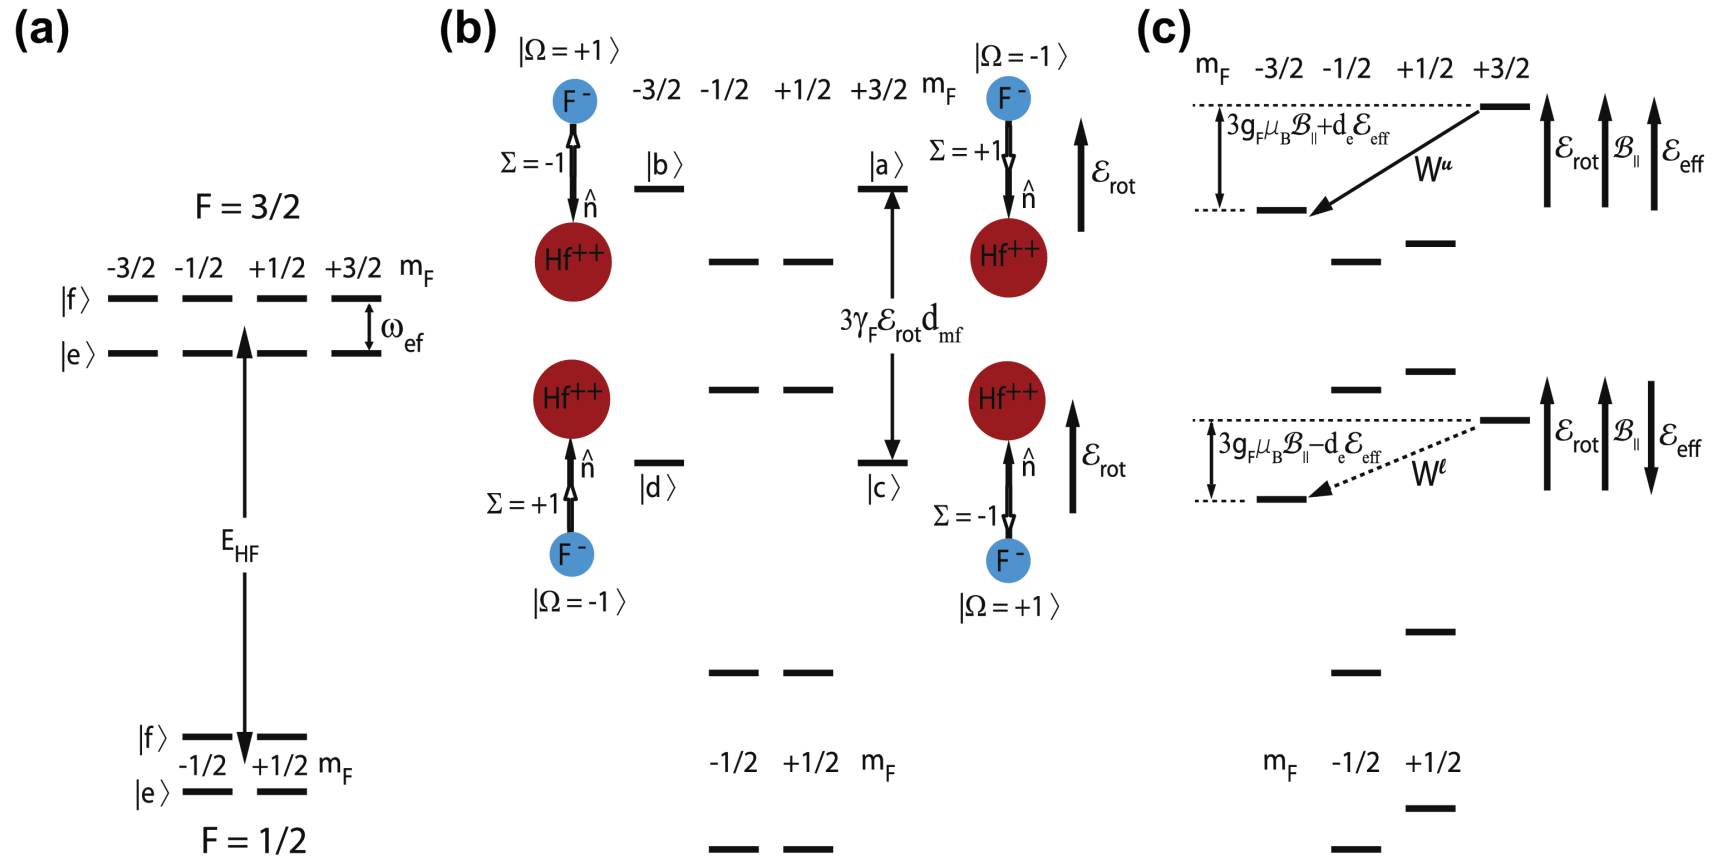 (a)
F = 3/2
-3/2 -1/2 +1/2 +3/2 m_F
|f⟩
|e⟩
ω_ef
E_HF
|f⟩
-1/2 +1/2 m_F
|e⟩
F = 1/2
(b)
|Ω = +1⟩
|Ω = -1⟩
-3/2 -1/2 +1/2 +3/2 m_F
F⁻
F⁻
Σ = -1
|b⟩
|a⟩
Σ = +1
ℰ_rot
n̂
n̂
Hf⁺⁺
Hf⁺⁺
3γ_Fℰ_rot d_mf
Hf⁺⁺
Hf⁺⁺
n̂
n̂
ℰ_rot
|d⟩
|c⟩
Σ = +1
Σ = -1
F⁻
F⁻
|Ω = -1⟩
|Ω = +1⟩
-1/2 +1/2 m_F
(c)
m_F -3/2 -1/2 +1/2 +3/2
3g_Fμ_Bℬ_∥+d_eℰ_eff
W^u
ℰ_rot ℬ_∥ ℰ_eff
3g_Fμ_Bℬ_∥−d_eℰ_eff
W^ℓ
ℰ_rot ℬ_∥ ℰ_eff
m_F -1/2 +1/2